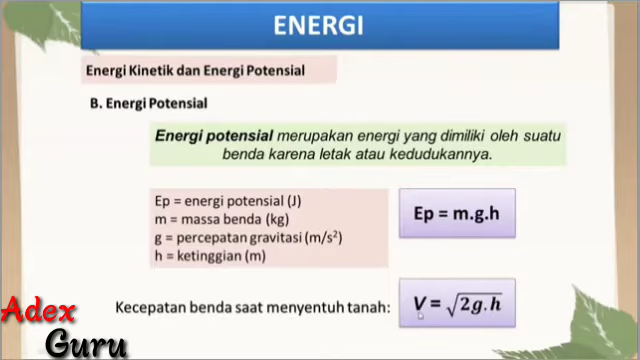 ENERGI
Energi Kinetik dan Energi Potensial
B. Energi Potensial
Energi potensial merupakan energi yang dimiliki oleh suatu
benda karena letak atau kedudukannya.
Ep = energi potensial (J)
m = massa benda (kg)
g = percepatan gravitasi (m/s²)
h = ketinggian (m)
Ep = m.g.h
Kecepatan benda saat menyentuh tanah:
V = √2g.h
Adex
Guru